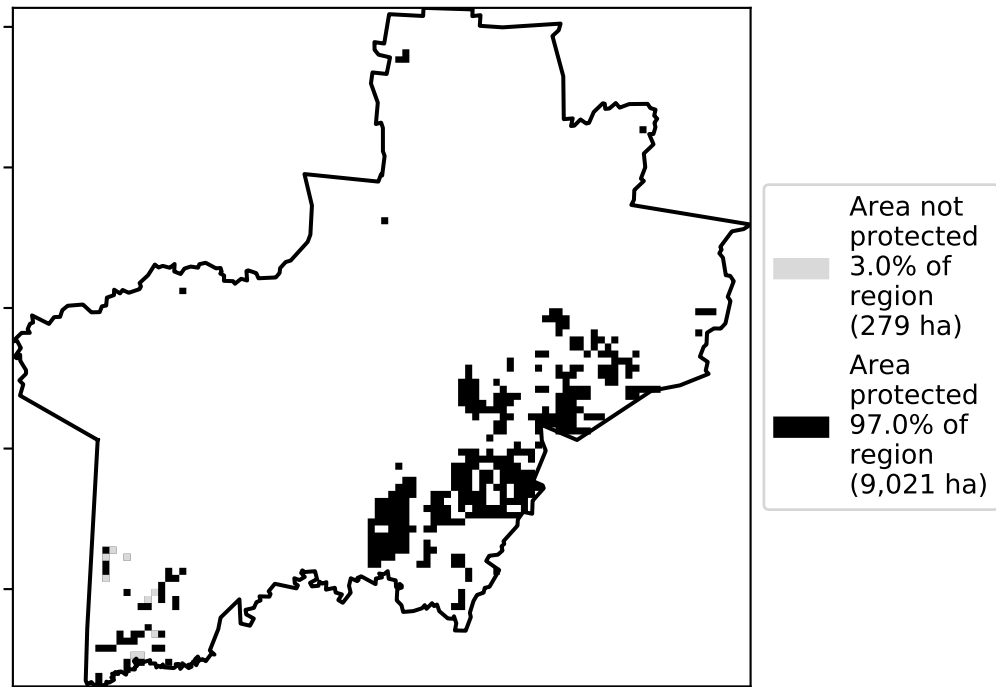 Area not
protected
3.0% of
region
(279 ha)
Area
protected
97.0% of
region
(9,021 ha)